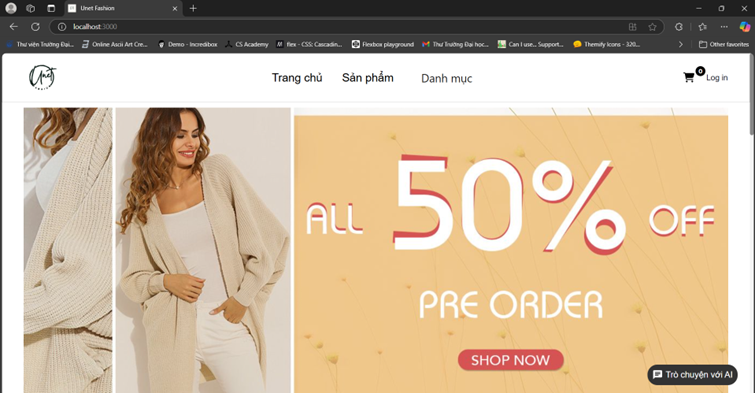 Unet Fashion
localhost:3000
Thư viện Trường Đại...
Online Ascii Art Cre...
Demo - Incredibox
CS Academy
flex - CSS: Cascadin...
Flexbox playground
Thư Trường Đại học...
Can I use... Support...
Themify Icons - 320...
Other favorites
Unet
Trang chủ
Sản phẩm
Danh mục
0
Log in
ALL 50% OFF
PRE ORDER
SHOP NOW
Trò chuyện với AI